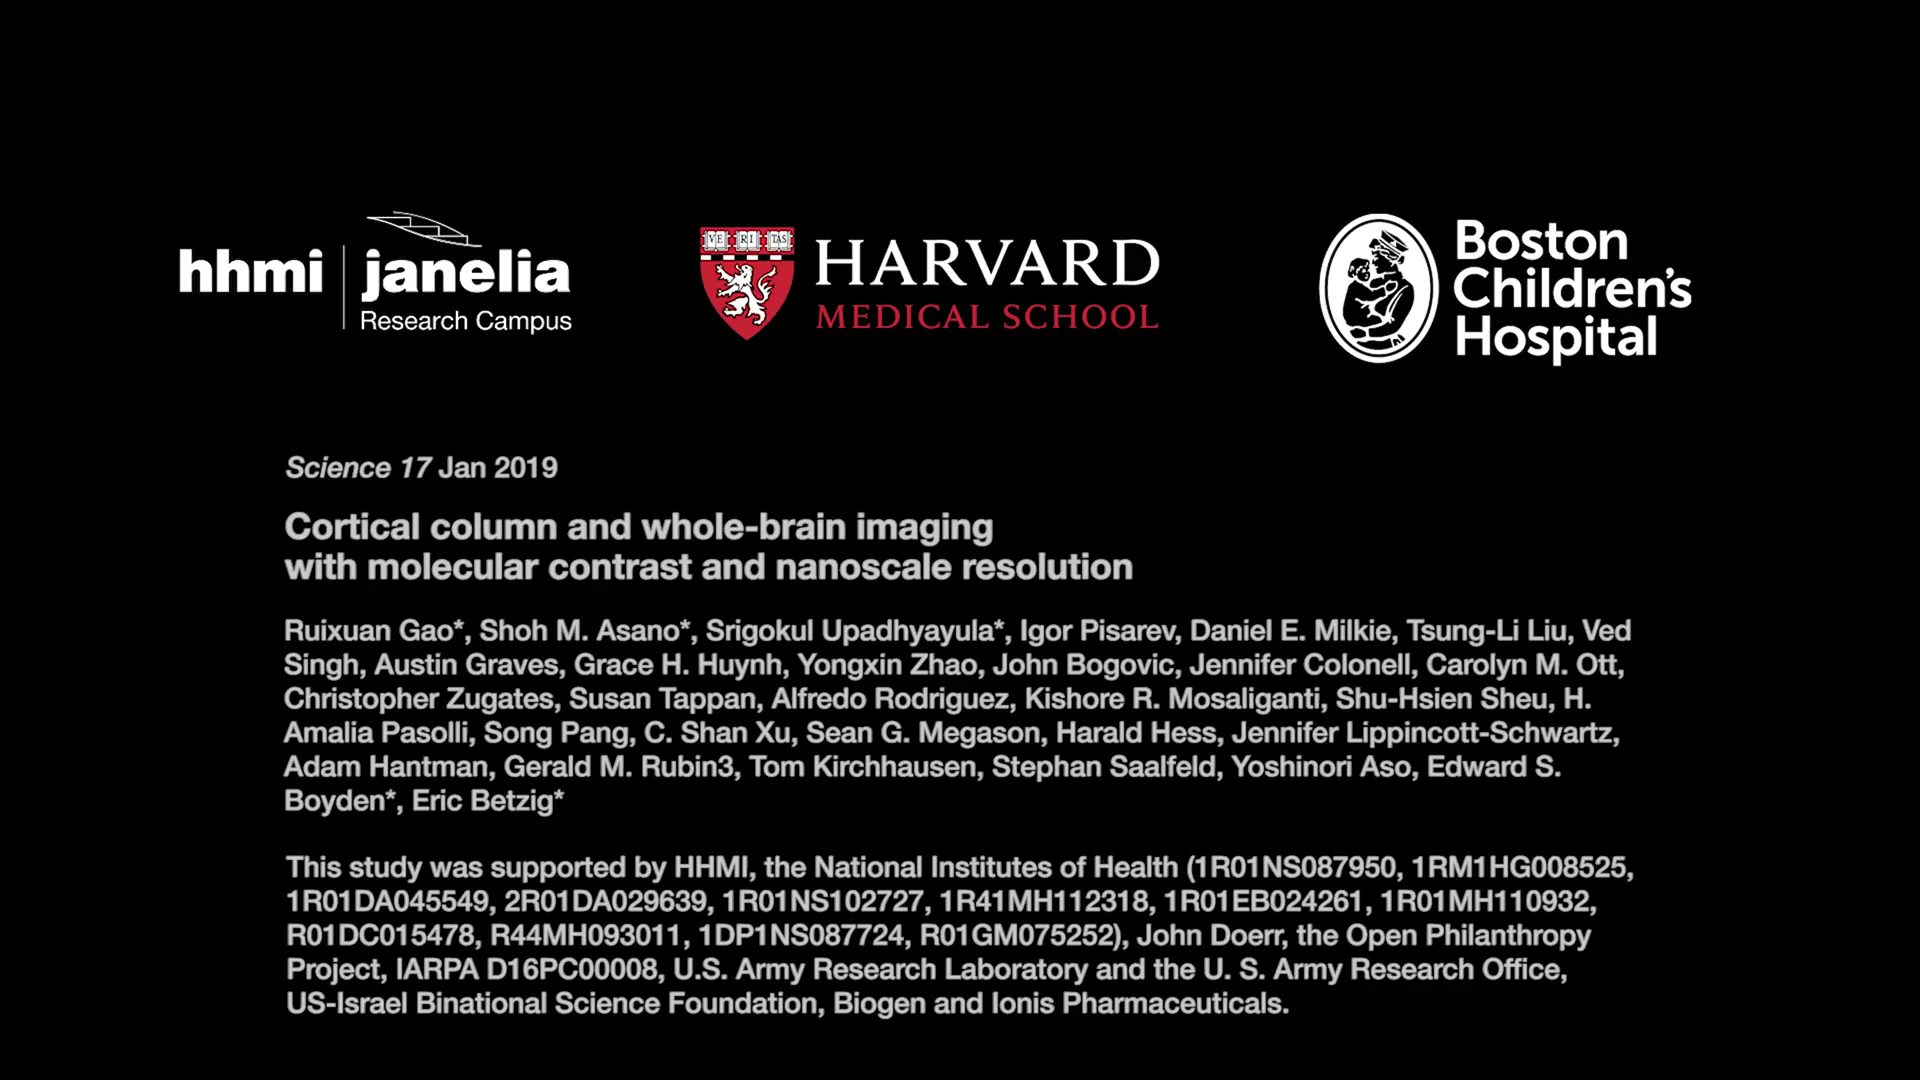 hhmi janelia
Research Campus
VE RI TAS
HARVARD
MEDICAL SCHOOL
Boston
Children's
Hospital
Science 17 Jan 2019
Cortical column and whole-brain imaging
with molecular contrast and nanoscale resolution
Ruixuan Gao*, Shoh M. Asano*, Srigokul Upadhyayula*, Igor Pisarev, Daniel E. Milkie, Tsung-Li Liu, Ved
Singh, Austin Graves, Grace H. Huynh, Yongxin Zhao, John Bogovic, Jennifer Colonell, Carolyn M. Ott,
Christopher Zugates, Susan Tappan, Alfredo Rodriguez, Kishore R. Mosaliganti, Shu-Hsien Sheu, H.
Amalia Pasolli, Song Pang, C. Shan Xu, Sean G. Megason, Harald Hess, Jennifer Lippincott-Schwartz,
Adam Hantman, Gerald M. Rubin3, Tom Kirchhausen, Stephan Saalfeld, Yoshinori Aso, Edward S.
Boyden*, Eric Betzig*
This study was supported by HHMI, the National Institutes of Health (1R01NS087950, 1RM1HG008525,
1R01DA045549, 2R01DA029639, 1R01NS102727, 1R41MH112318, 1R01EB024261, 1R01MH110932,
R01DC015478, R44MH093011, 1DP1NS087724, R01GM075252), John Doerr, the Open Philanthropy
Project, IARPA D16PC00008, U.S. Army Research Laboratory and the U. S. Army Research Office,
US-Israel Binational Science Foundation, Biogen and Ionis Pharmaceuticals.